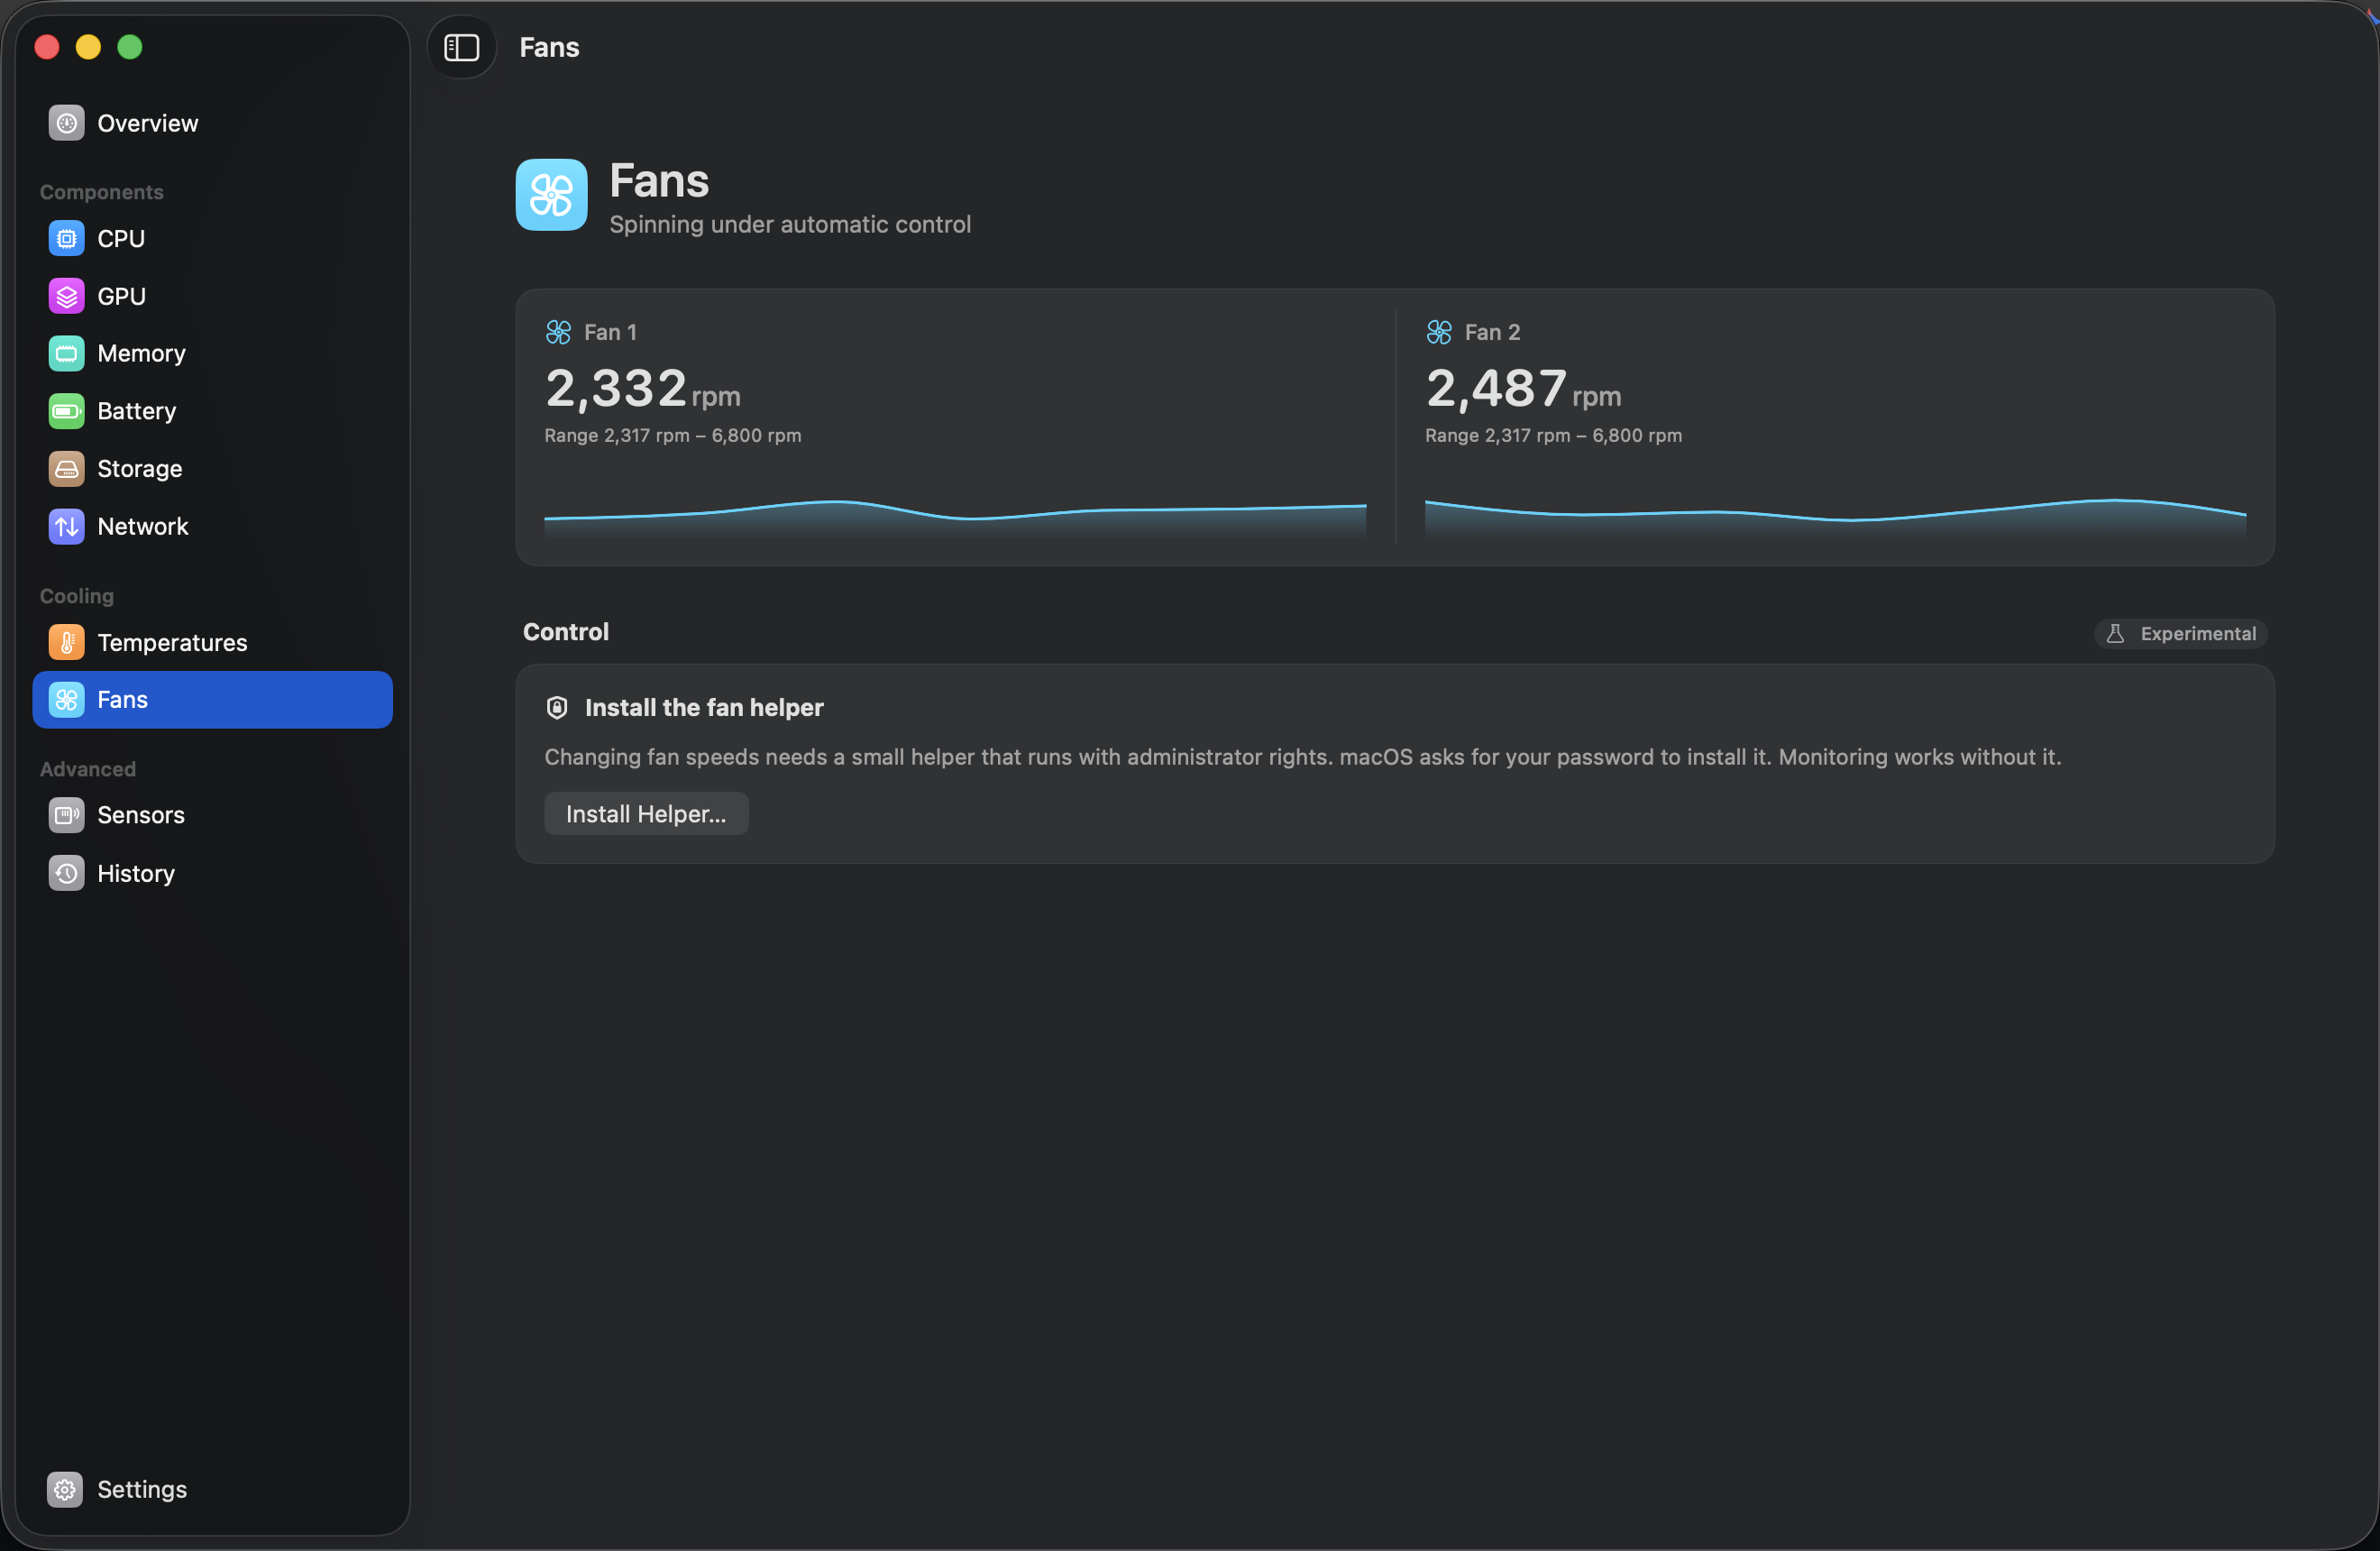 Fans
Overview
Components
CPU
GPU
Memory
Battery
Storage
Network
Cooling
Temperatures
Fans
Advanced
Sensors
History
Settings
Fans
Spinning under automatic control
Fan 1
2,332 rpm
Range 2,317 rpm – 6,800 rpm
Fan 2
2,487 rpm
Range 2,317 rpm – 6,800 rpm
Control
Experimental
Install the fan helper
Changing fan speeds needs a small helper that runs with administrator rights. macOS asks for your password to install it. Monitoring works without it.
Install Helper...